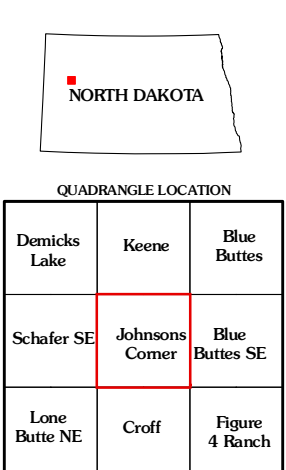 NORTH DAKOTA
QUADRANGLE LOCATION
Demicks
Lake
Keene
Blue
Buttes
Schafer SE
Johnsons
Corner
Blue
Buttes SE
Lone
Butte NE
Croff
Figure
4 Ranch